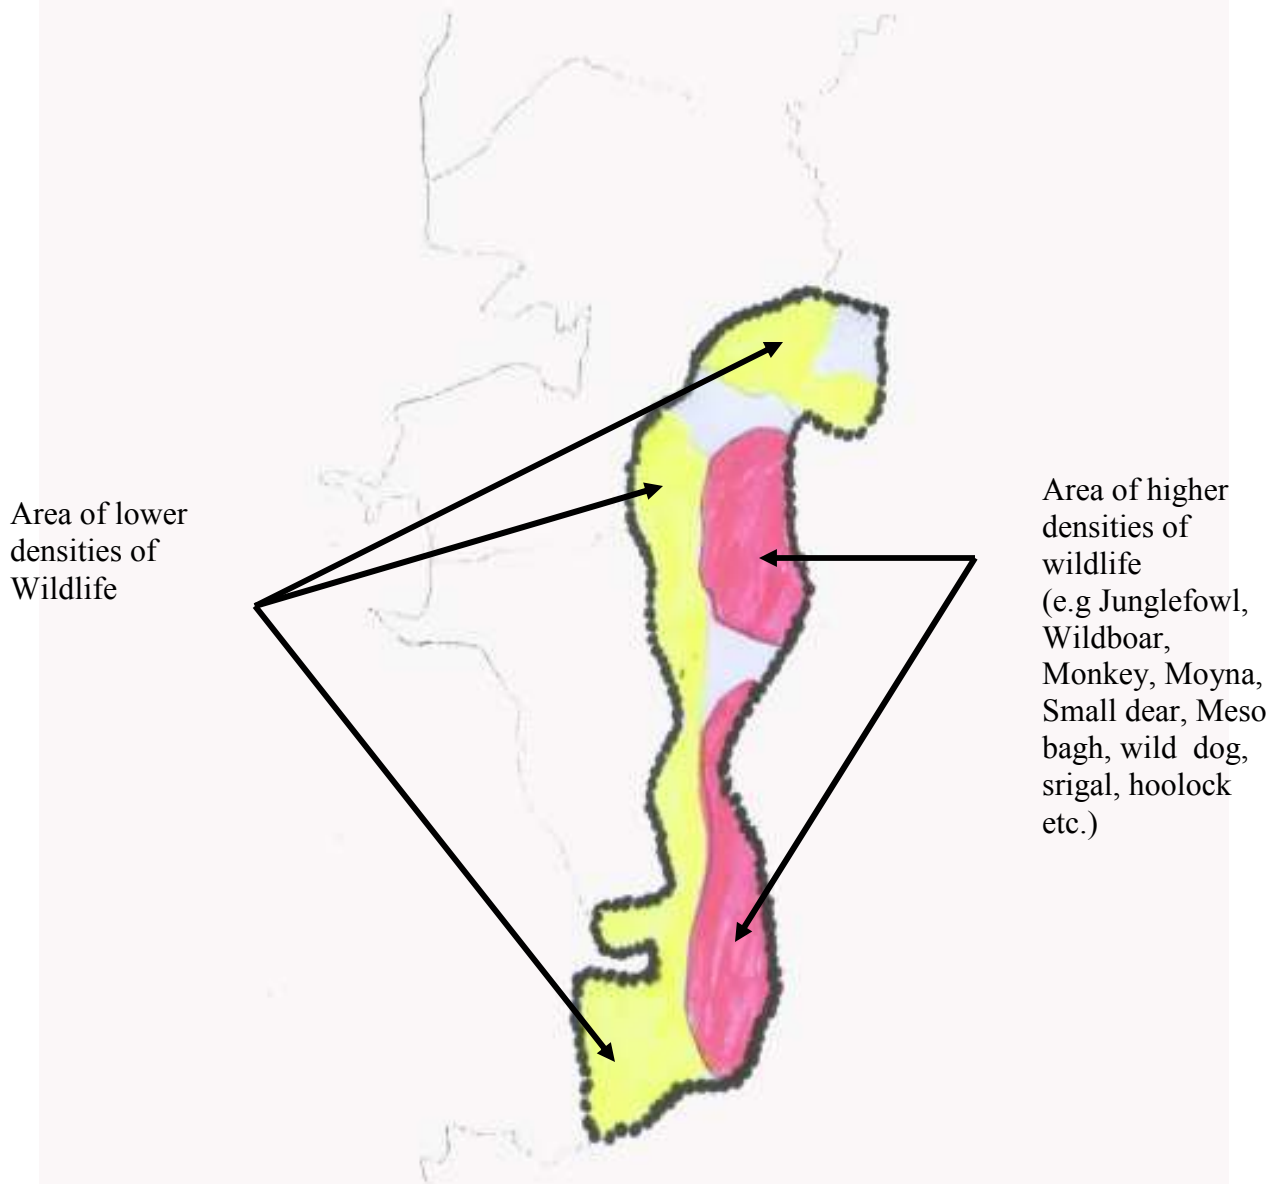 Area of lower
densities of
Wildlife
Area of higher
densities of
wildlife
(e.g Junglefowl,
Wildboar,
Monkey, Moyna,
Small dear, Meso
bagh, wild  dog,
srigal, hoolock
etc.)